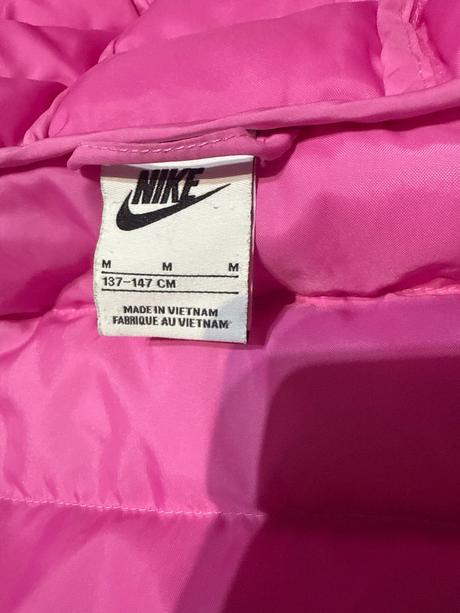 NIKE
M M M
137-147 CM
MADE IN VIETNAM
FABRIQUE AU VIETNAM